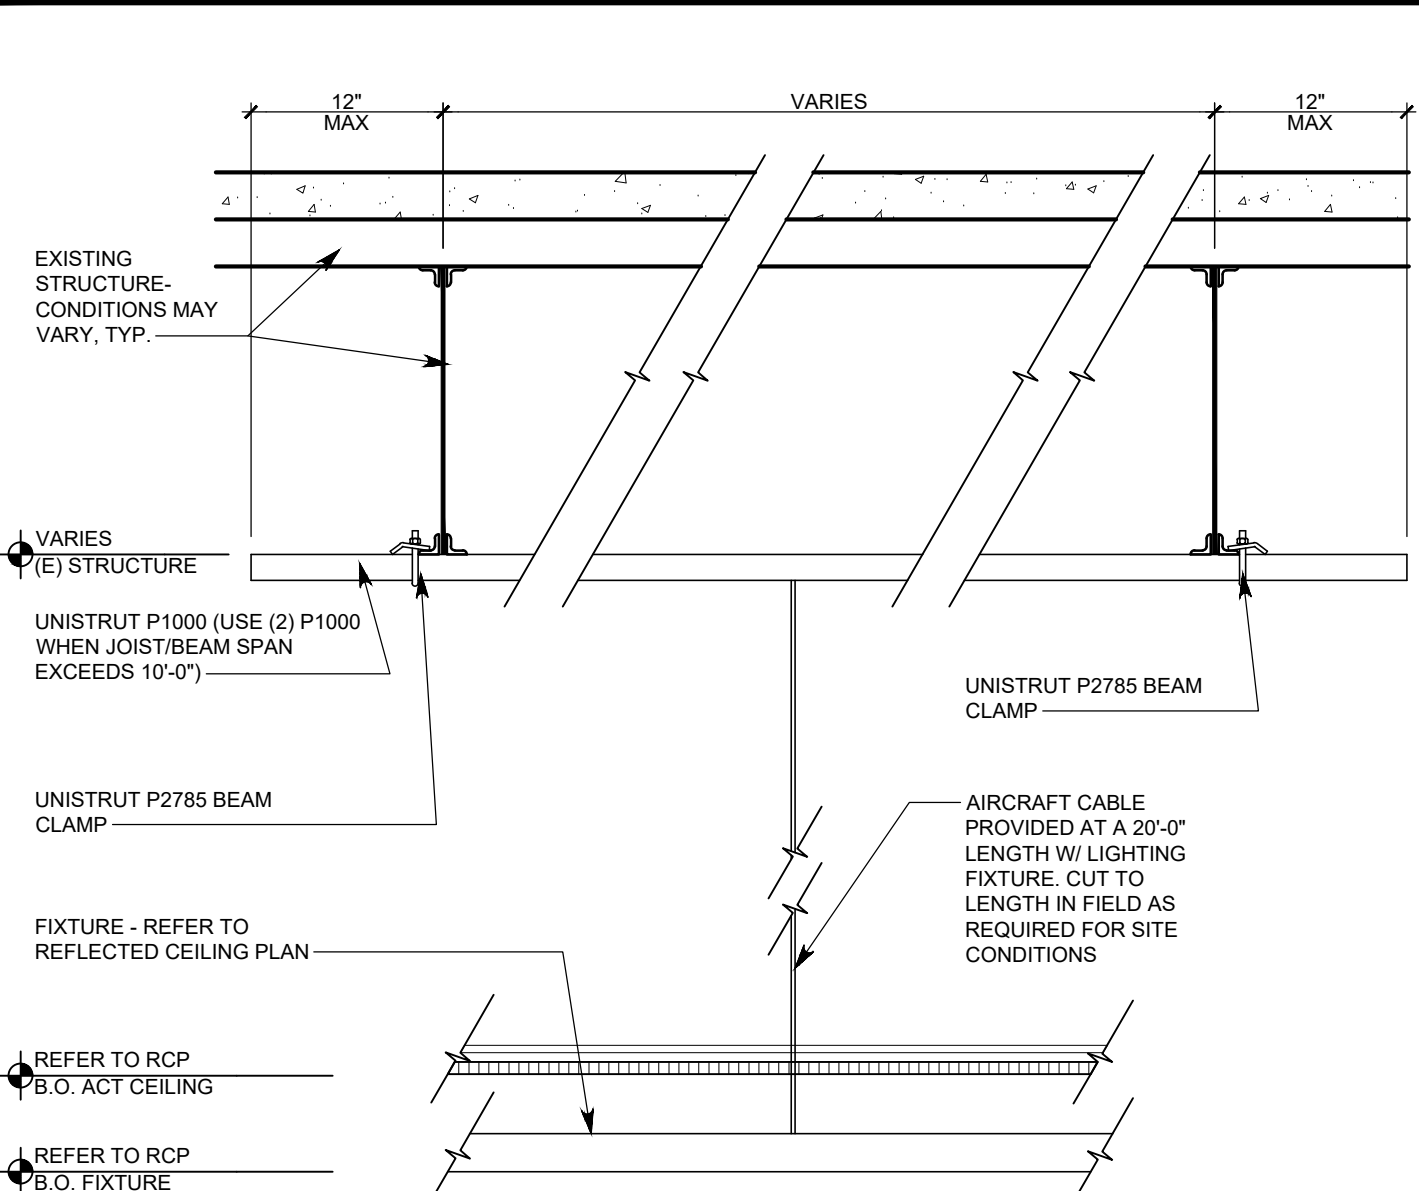 12"
MAX
VARIES
12"
MAX
EXISTING
STRUCTURE-
CONDITIONS MAY
VARY, TYP.
VARIES
(E) STRUCTURE
UNISTRUT P1000 (USE (2) P1000
WHEN JOIST/BEAM SPAN
EXCEEDS 10'-0")
UNISTRUT P2785 BEAM
CLAMP
UNISTRUT P2785 BEAM
CLAMP
AIRCRAFT CABLE
PROVIDED AT A 20'-0"
LENGTH W/ LIGHTING
FIXTURE. CUT TO
LENGTH IN FIELD AS
REQUIRED FOR SITE
CONDITIONS
FIXTURE - REFER TO
REFLECTED CEILING PLAN
REFER TO RCP
B.O. ACT CEILING
REFER TO RCP
B.O. FIXTURE